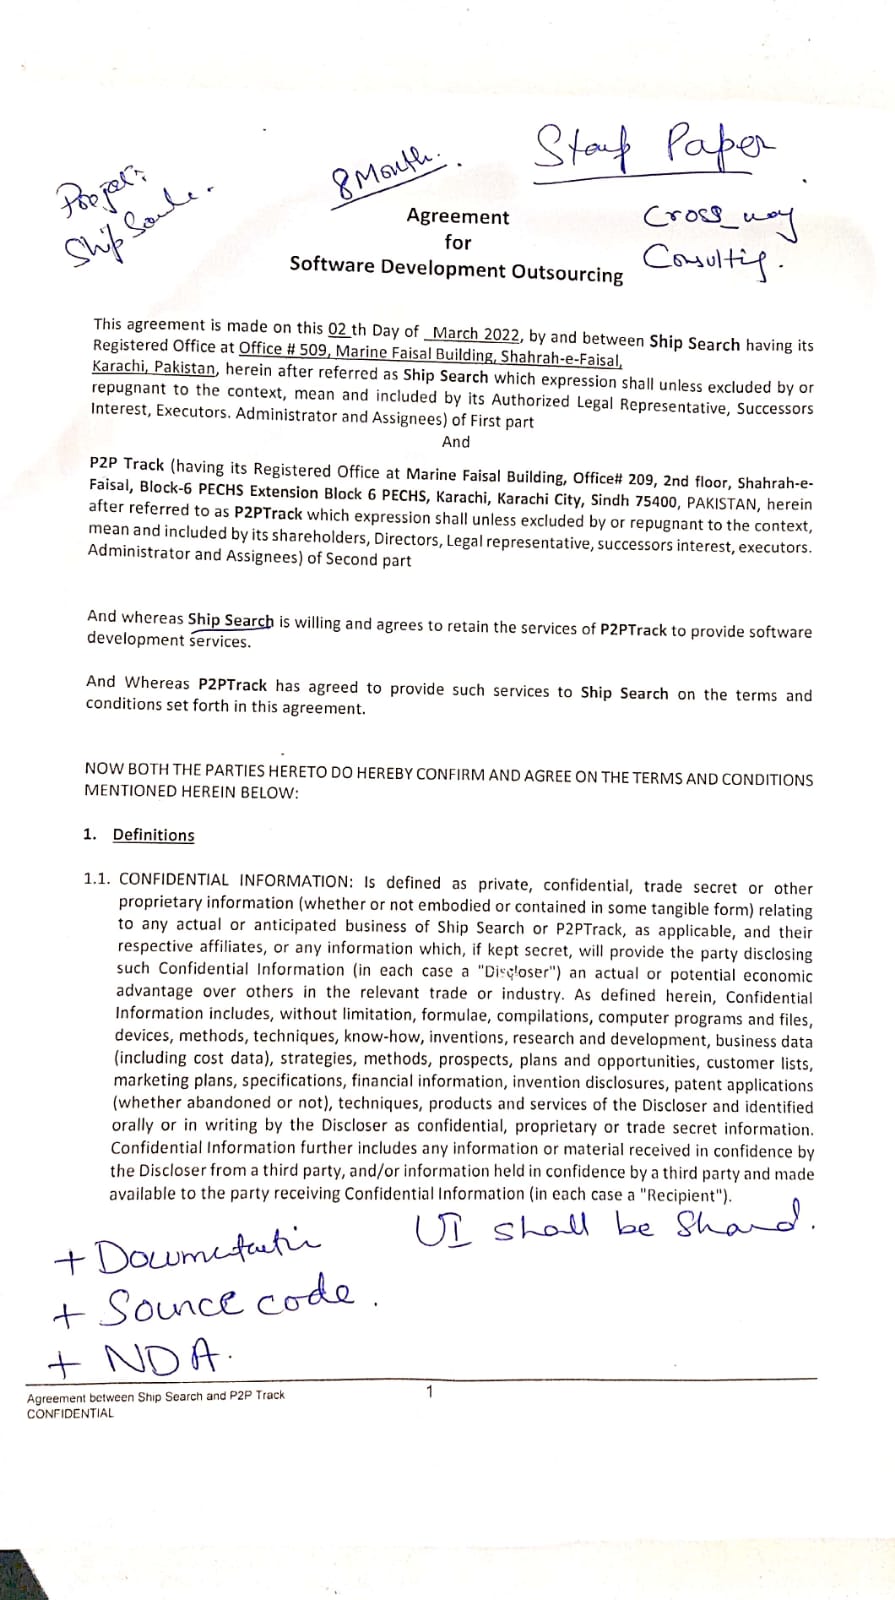 Stamp Paper
8 Month.
Project:
Ship
Cross_way
Consulting.
Agreement
for
Software Development Outsourcing
This agreement is made on this 02 th Day of _March 2022, by and between Ship Search having its
Registered Office at Office # 509, Marine Faisal Building, Shahrah-e-Faisal,
Karachi, Pakistan, herein after referred as Ship Search which expression shall unless excluded by or
repugnant to the context, mean and included by its Authorized Legal Representative, Successors
Interest, Executors. Administrator and Assignees) of First part
And
P2P Track (having its Registered Office at Marine Faisal Building, Office# 209, 2nd floor, Shahrah-e-
Faisal, Block-6 PECHS Extension Block 6 PECHS, Karachi, Karachi City, Sindh 75400, PAKISTAN, herein
after referred to as P2PTrack which expression shall unless excluded by or repugnant to the context,
mean and included by its shareholders, Directors, Legal representative, successors interest, executors.
Administrator and Assignees) of Second part
And whereas Ship Search is willing and agrees to retain the services of P2PTrack to provide software
development services.
And Whereas P2PTrack has agreed to provide such services to Ship Search on the terms and
conditions set forth in this agreement.
NOW BOTH THE PARTIES HERETO DO HEREBY CONFIRM AND AGREE ON THE TERMS AND CONDITIONS
MENTIONED HEREIN BELOW:
1. Definitions
1.1. CONFIDENTIAL INFORMATION: Is defined as private, confidential, trade secret or other
proprietary information (whether or not embodied or contained in some tangible form) relating
to any actual or anticipated business of Ship Search or P2PTrack, as applicable, and their
respective affiliates, or any information which, if kept secret, will provide the party disclosing
such Confidential Information (in each case a "Discloser") an actual or potential economic
advantage over others in the relevant trade or industry. As defined herein, Confidential
Information includes, without limitation, formulae, compilations, computer programs and files,
devices, methods, techniques, know-how, inventions, research and development, business data
(including cost data), strategies, methods, prospects, plans and opportunities, customer lists,
marketing plans, specifications, financial information, invention disclosures, patent applications
(whether abandoned or not), techniques, products and services of the Discloser and identified
orally or in writing by the Discloser as confidential, proprietary or trade secret information.
Confidential Information further includes any information or material received in confidence by
the Discloser from a third party, and/or information held in confidence by a third party and made
available to the party receiving Confidential Information (in each case a "Recipient").
UI shall be Shared.
+ Documentation
+ Source code.
+ NDA.
Agreement between Ship Search and P2P Track
CONFIDENTIAL
1